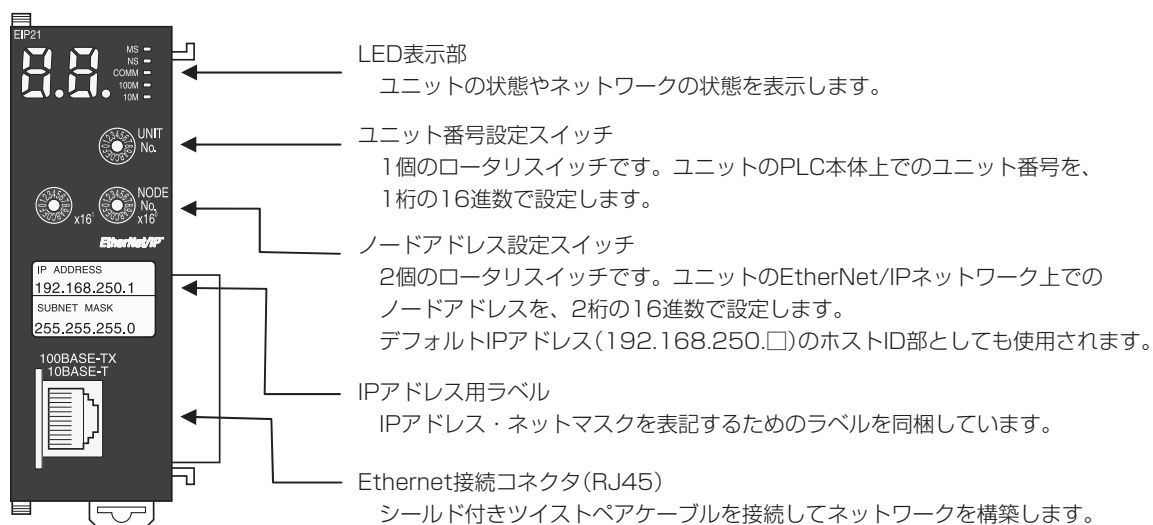 EIP21
8.8.
MS
NS
COMM
100M
10M
UNIT
No.
NODE
No.
x16¹
x16⁰
EtherNet/IP
IP ADDRESS
192.168.250.1
SUBNET MASK
255.255.255.0
100BASE-TX
10BASE-T
LED表示部
ユニットの状態やネットワークの状態を表示します。
ユニット番号設定スイッチ
1個のロータリスイッチです。ユニットのPLC本体上でのユニット番号を、
1桁の16進数で設定します。
ノードアドレス設定スイッチ
2個のロータリスイッチです。ユニットのEtherNet/IPネットワーク上での
ノードアドレスを、2桁の16進数で設定します。
デフォルトIPアドレス(192.168.250.□)のホストID部としても使用されます。
IPアドレス用ラベル
IPアドレス・ネットマスクを表記するためのラベルを同梱しています。
Ethernet接続コネクタ(RJ45)
シールド付きツイストペアケーブルを接続してネットワークを構築します。